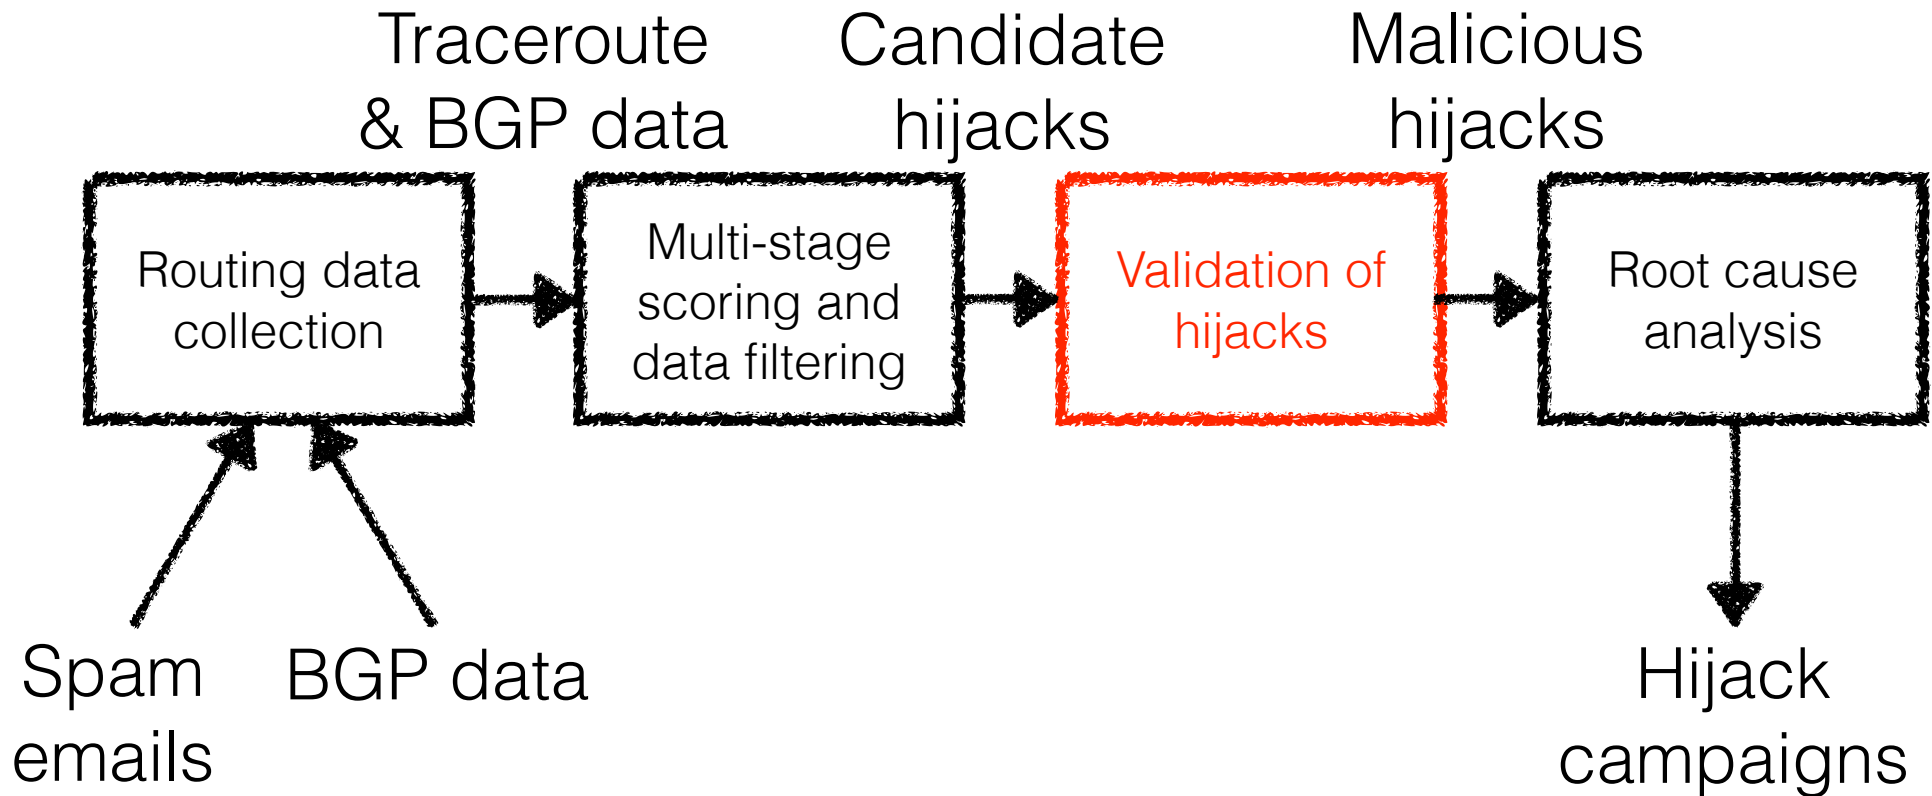 Traceroute
& BGP data
Candidate
hijacks
Malicious
hijacks
Routing data
collection
Multi-stage
scoring and
data filtering
Validation of
hijacks
Root cause
analysis
Spam
emails
BGP data
Hijack
campaigns